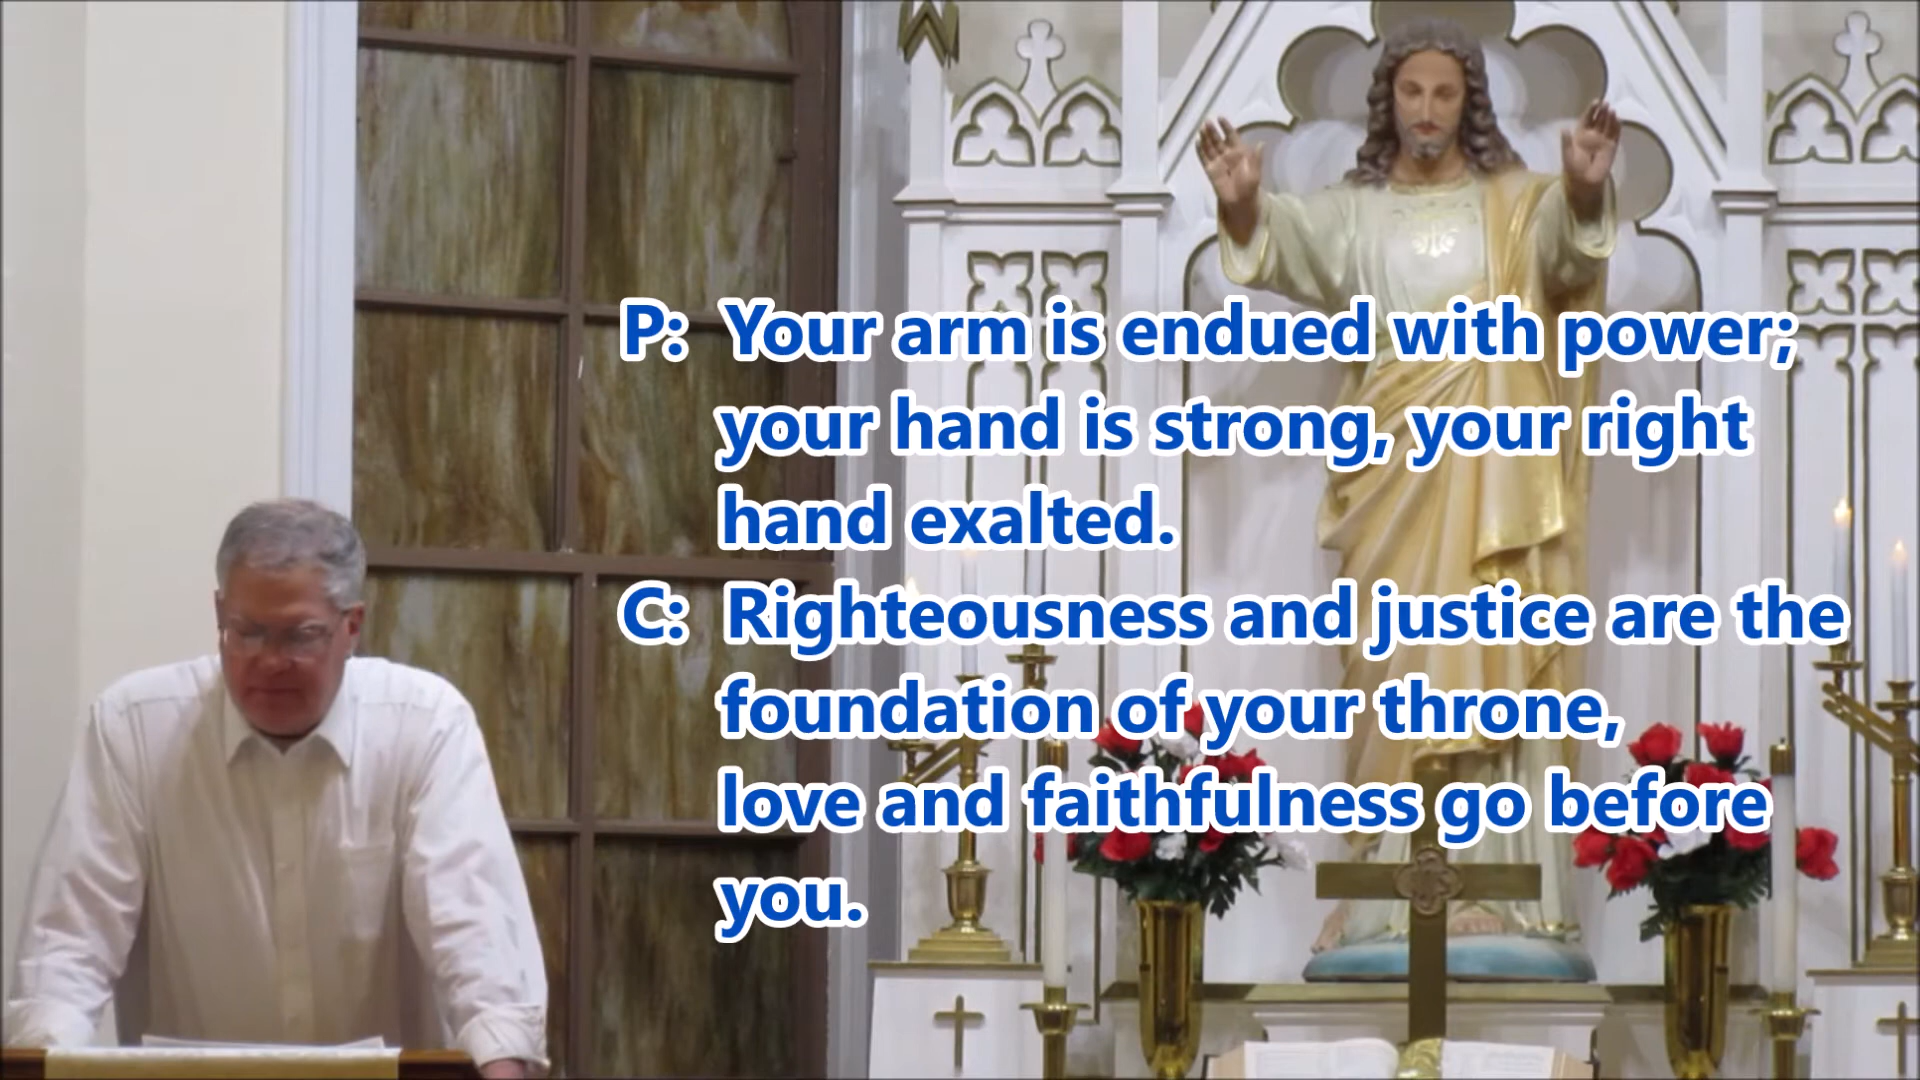 P: Your arm is endued with power;
your hand is strong, your right
hand exalted.
C: Righteousness and justice are the
foundation of your throne,
love and faithfulness go before
you.